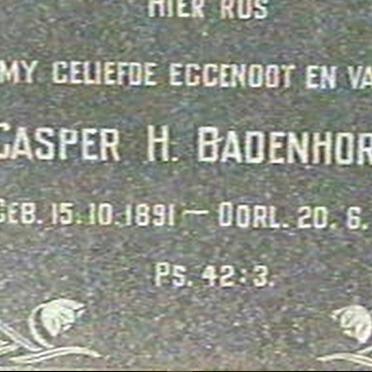 HIER RUS
MY GELIEFDE EGGENOOT EN VA
CASPER H. BADENHOR
GEB. 15.10.1891 — OORL. 20.6.
PS. 42:3.